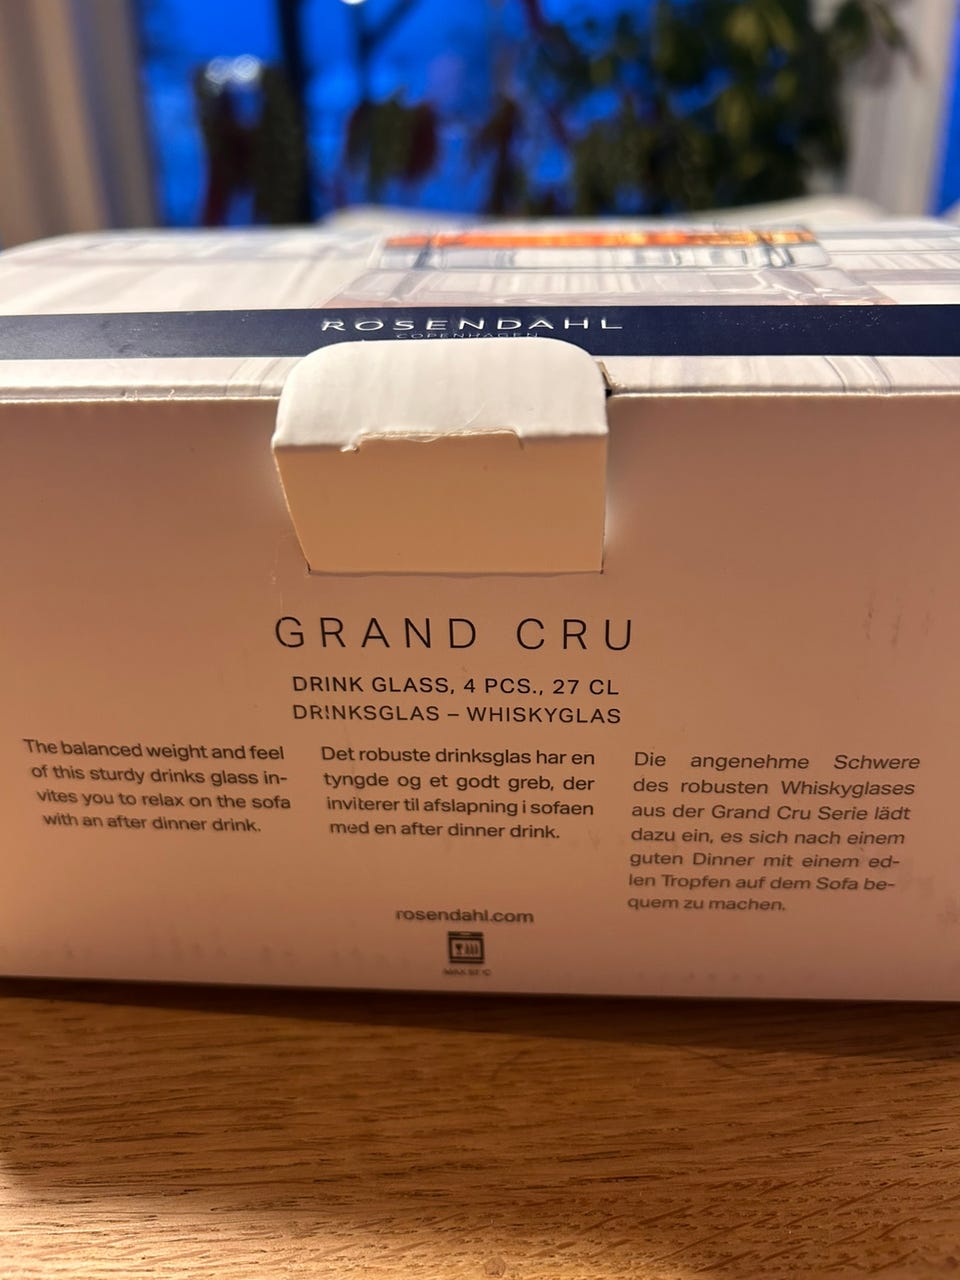 ROSENDAHL
COPENHAGEN
GRAND CRU
DRINK GLASS, 4 PCS., 27 CL
DRINKSGLAS – WHISKYGLAS
The balanced weight and feel
of this sturdy drinks glass in-
vites you to relax on the sofa
with an after dinner drink.
Det robuste drinksglas har en
tyngde og et godt greb, der
inviterer til afslapning i sofaen
med en after dinner drink.
Die angenehme Schwere
des robusten Whiskyglases
aus der Grand Cru Serie lädt
dazu ein, es sich nach einem
guten Dinner mit einem ed-
len Tropfen auf dem Sofa be-
quem zu machen.
rosendahl.com